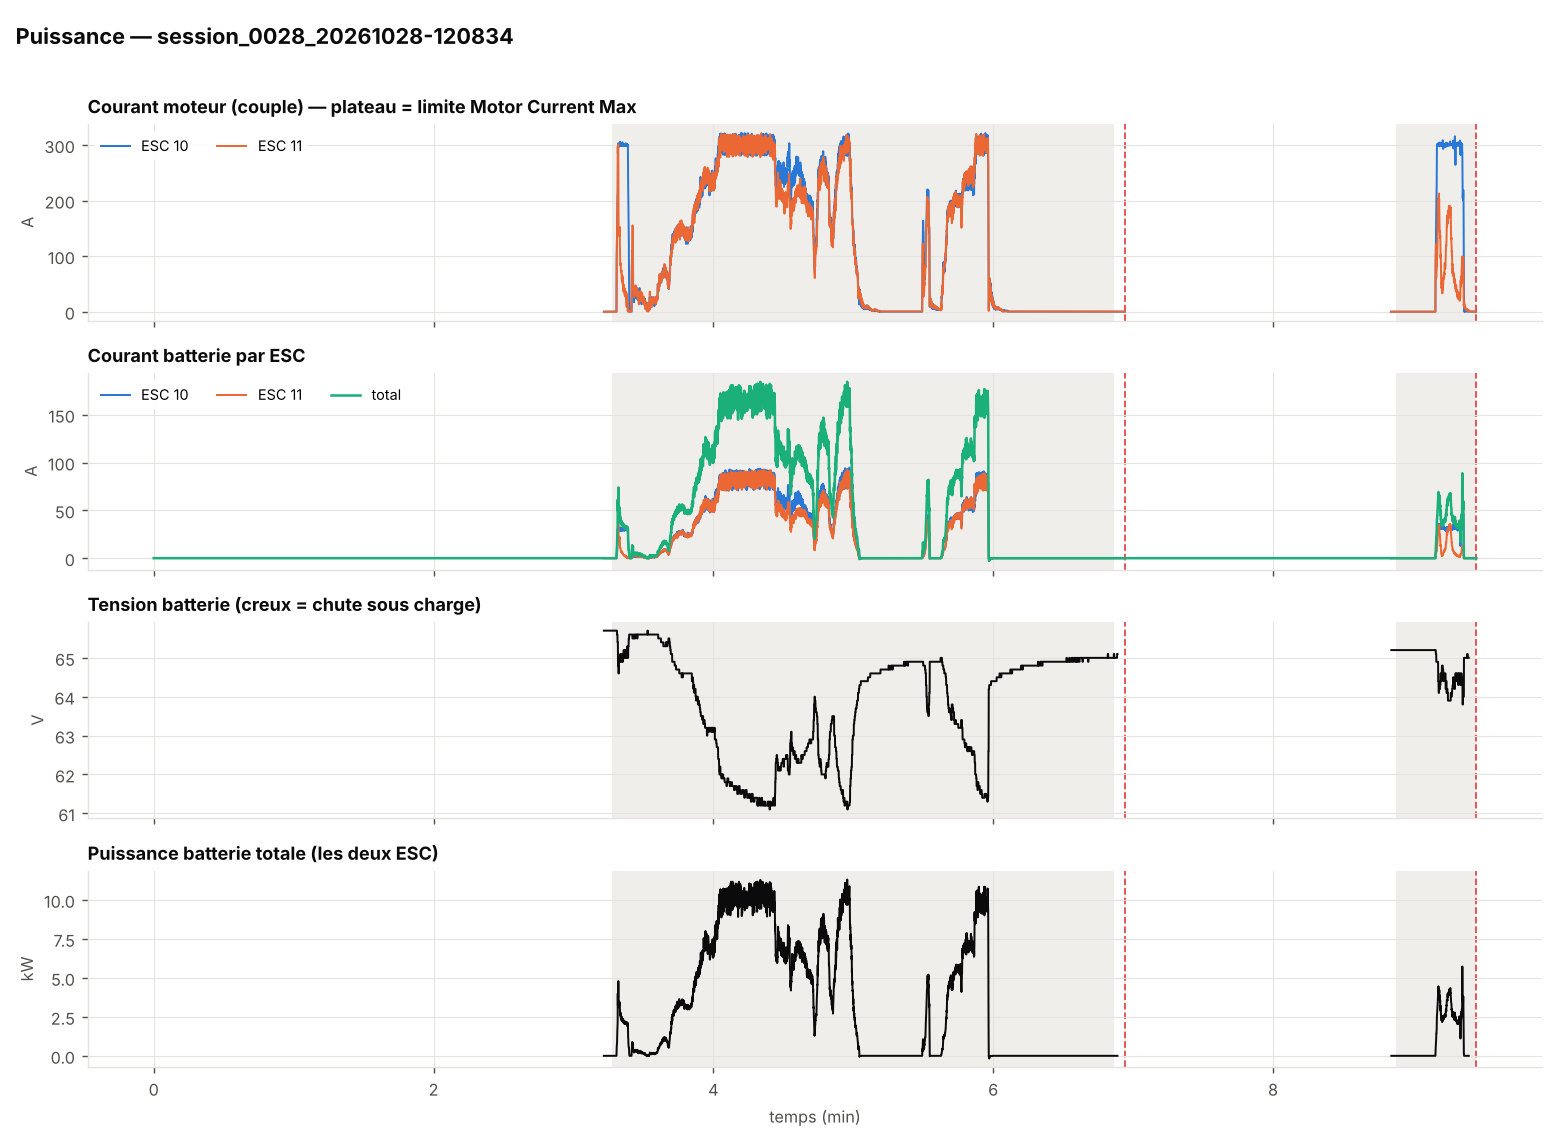 Puissance — session_0028_20261028-120834
Courant moteur (couple) — plateau = limite Motor Current Max
ESC 10
ESC 11
300
200
100
0
A
Courant batterie par ESC
ESC 10
ESC 11
total
150
100
50
0
A
Tension batterie (creux = chute sous charge)
65
64
63
62
61
V
Puissance batterie totale (les deux ESC)
10.0
7.5
5.0
2.5
0.0
kW
0
2
4
6
8
temps (min)